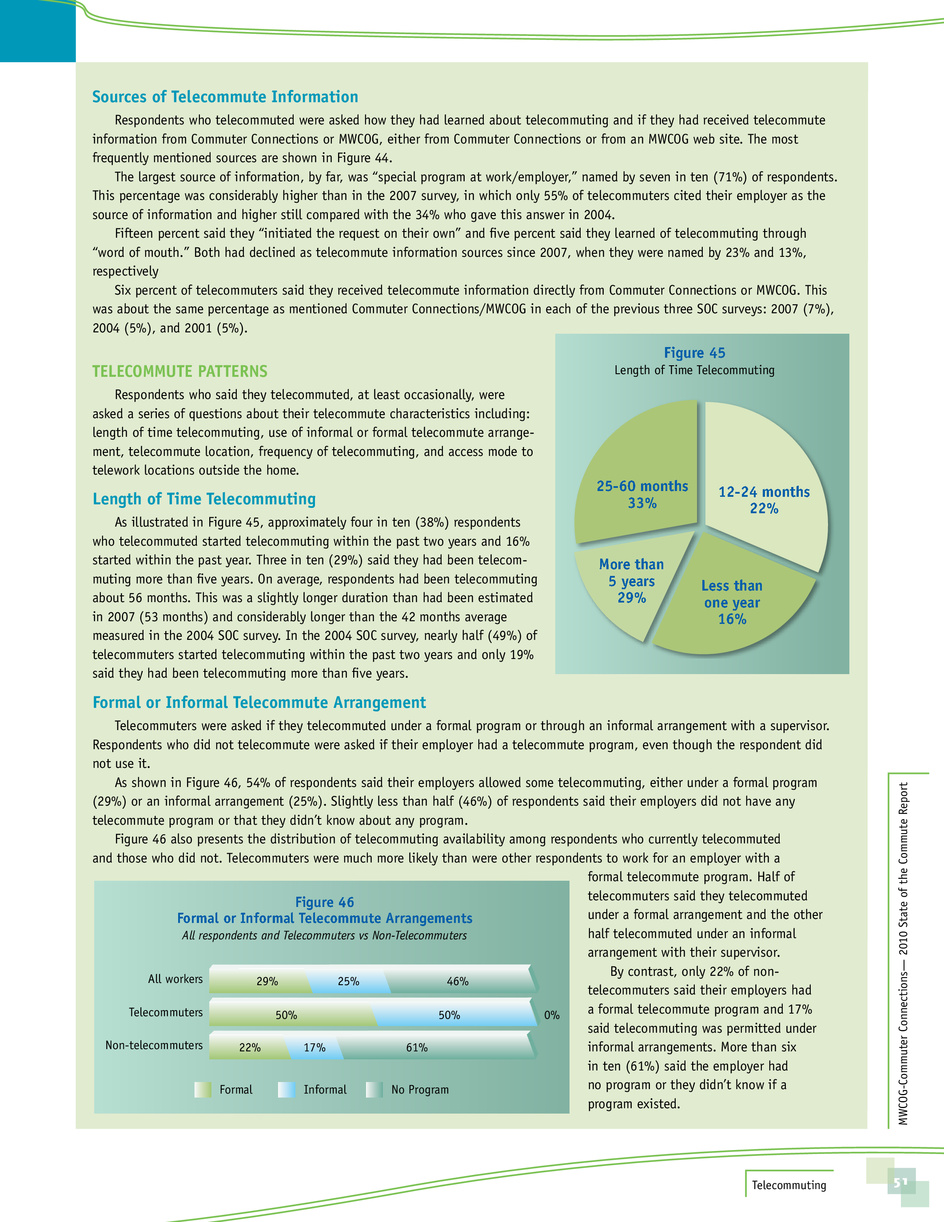 Sources of Telecommute Information
Respondents who telecommuted were asked how they had learned about telecommuting and if they had received telecommute
information from Commuter Connections or MWCOG, either from Commuter Connections or from an MWCOG web site. The most
frequently mentioned sources are shown in Figure 44.
The largest source of information, by far, was “special program at work/employer,” named by seven in ten (71%) of respondents.
This percentage was considerably higher than in the 2007 survey, in which only 55% of telecommuters cited their employer as the
source of information and higher still compared with the 34% who gave this answer in 2004.
Fifteen percent said they “initiated the request on their own” and five percent said they learned of telecommuting through
“word of mouth.” Both had declined as telecommute information sources since 2007, when they were named by 23% and 13%,
respectively
Six percent of telecommuters said they received telecommute information directly from Commuter Connections or MWCOG. This
was about the same percentage as mentioned Commuter Connections/MWCOG in each of the previous three SOC surveys: 2007 (7%),
2004 (5%), and 2001 (5%).
TELECOMMUTE PATTERNS
Respondents who said they telecommuted, at least occasionally, were
asked a series of questions about their telecommute characteristics including:
length of time telecommuting, use of informal or formal telecommute arrange-
ment, telecommute location, frequency of telecommuting, and access mode to
telework locations outside the home.
Length of Time Telecommuting
As illustrated in Figure 45, approximately four in ten (38%) respondents
who telecommuted started telecommuting within the past two years and 16%
started within the past year. Three in ten (29%) said they had been telecom-
muting more than five years. On average, respondents had been telecommuting
about 56 months. This was a slightly longer duration than had been estimated
in 2007 (53 months) and considerably longer than the 42 months average
measured in the 2004 SOC survey. In the 2004 SOC survey, nearly half (49%) of
telecommuters started telecommuting within the past two years and only 19%
said they had been telecommuting more than five years.
Figure 45
Length of Time Telecommuting
25-60 months
33%
12-24 months
22%
More than
5 years
29%
Less than
one year
16%
Formal or Informal Telecommute Arrangement
Telecommuters were asked if they telecommuted under a formal program or through an informal arrangement with a supervisor.
Respondents who did not telecommute were asked if their employer had a telecommute program, even though the respondent did
not use it.
As shown in Figure 46, 54% of respondents said their employers allowed some telecommuting, either under a formal program
(29%) or an informal arrangement (25%). Slightly less than half (46%) of respondents said their employers did not have any
telecommute program or that they didn’t know about any program.
Figure 46 also presents the distribution of telecommuting availability among respondents who currently telecommuted
and those who did not. Telecommuters were much more likely than were other respondents to work for an employer with a
formal telecommute program. Half of
telecommuters said they telecommuted
under a formal arrangement and the other
half telecommuted under an informal
arrangement with their supervisor.
By contrast, only 22% of non-
telecommuters said their employers had
a formal telecommute program and 17%
said telecommuting was permitted under
informal arrangements. More than six
in ten (61%) said the employer had
no program or they didn’t know if a
program existed.
Figure 46
Formal or Informal Telecommute Arrangements
All respondents and Telecommuters vs Non-Telecommuters
All workers 29% 25% 46%
Telecommuters 50% 50% 0%
Non-telecommuters 22% 17% 61%
Formal Informal No Program
MWCOG-Commuter Connections— 2010 State of the Commute Report
Telecommuting
51